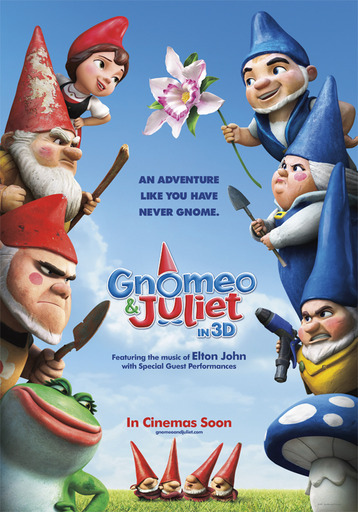 AN ADVENTURE
LIKE YOU HAVE
NEVER GNOME.
Gnomeo
& Juliet
IN 3D
Featuring the music of Elton John
with Special Guest Performances
In Cinemas Soon
gnomeoandjuliet.com